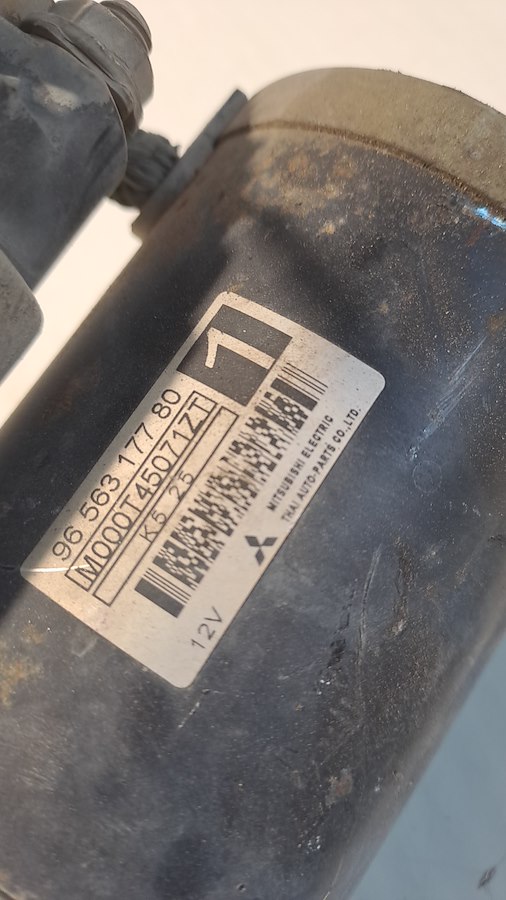 1
96 563 177 80
M000T45071ZT
K5 25
MITSUBISHI ELECTRIC
THAI AUTO-PARTS CO.,LTD.
12V